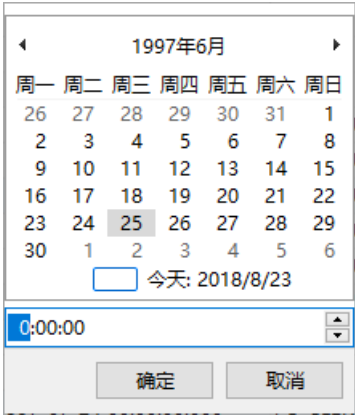 1997年6月
周一 周二 周三 周四 周五 周六 周日
26 27 28 29 30 31 1
2 3 4 5 6 7 8
9 10 11 12 13 14 15
16 17 18 19 20 21 22
23 24 25 26 27 28 29
30 1 2 3 4 5 6
今天: 2018/8/23
0:00:00
确定 取消